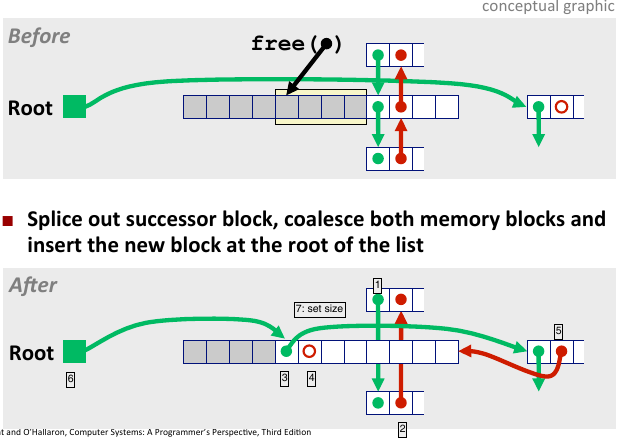 conceptual graphic
Before
free( )
Root
Splice out successor block, coalesce both memory blocks and
insert the new block at the root of the list
After
1
7: set size
5
Root
6
3
4
2
nt and O'Hallaron, Computer Systems: A Programmer's Perspective, Third Edition